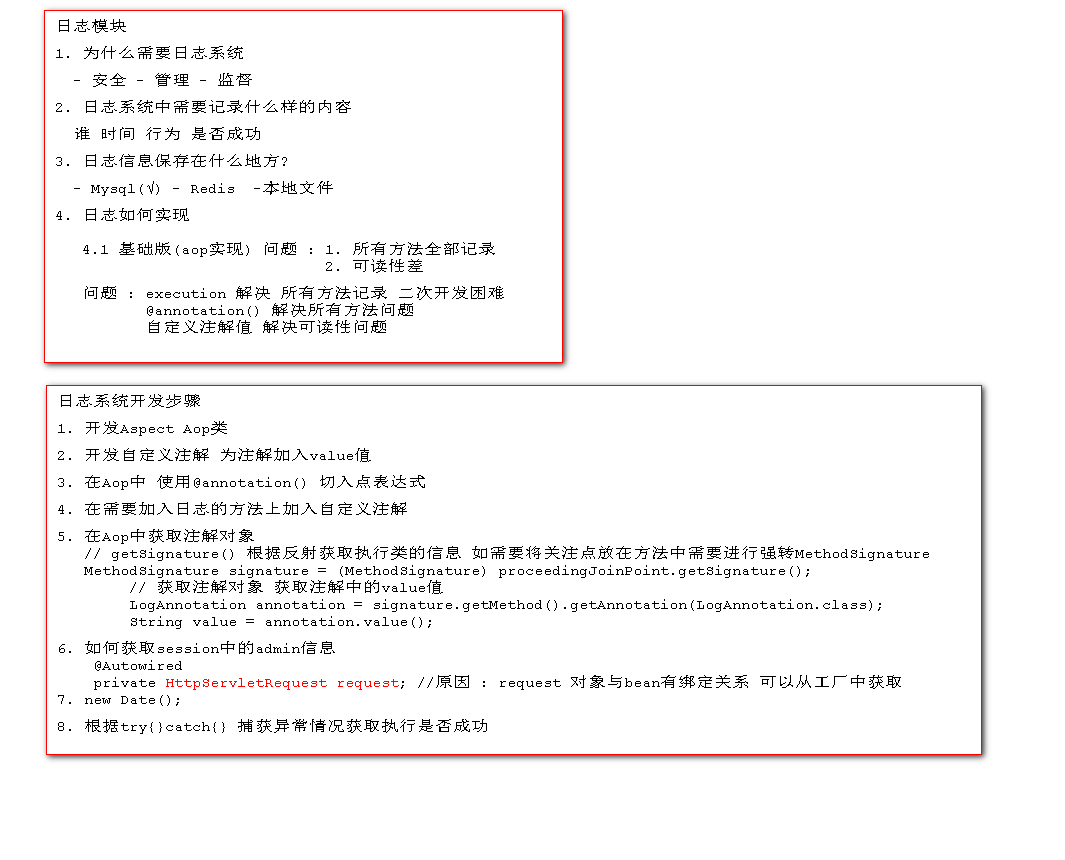 日志模块
1. 为什么需要日志系统
- 安全 - 管理 - 监督
2. 日志系统中需要记录什么样的内容
谁 时间 行为 是否成功
3. 日志信息保存在什么地方?
- Mysql(√) - Redis -本地文件
4. 日志如何实现
4.1 基础版(aop实现) 问题 : 1. 所有方法全部记录
2. 可读性差
问题 : execution 解决 所有方法记录 二次开发困难
@annotation() 解决所有方法问题
自定义注解值 解决可读性问题
日志系统开发步骤
1. 开发Aspect Aop类
2. 开发自定义注解 为注解加入value值
3. 在Aop中 使用@annotation() 切入点表达式
4. 在需要加入日志的方法上加入自定义注解
5. 在Aop中获取注解对象
// getSignature() 根据反射获取执行类的信息 如需要将关注点放在方法中需要进行强转MethodSignature
MethodSignature signature = (MethodSignature) proceedingJoinPoint.getSignature();
// 获取注解对象 获取注解中的value值
LogAnnotation annotation = signature.getMethod().getAnnotation(LogAnnotation.class);
String value = annotation.value();
6. 如何获取session中的admin信息
@Autowired
private HttpServletRequest request; //原因 : request 对象与bean有绑定关系 可以从工厂中获取
7. new Date();
8. 根据try{}catch{} 捕获异常情况获取执行是否成功